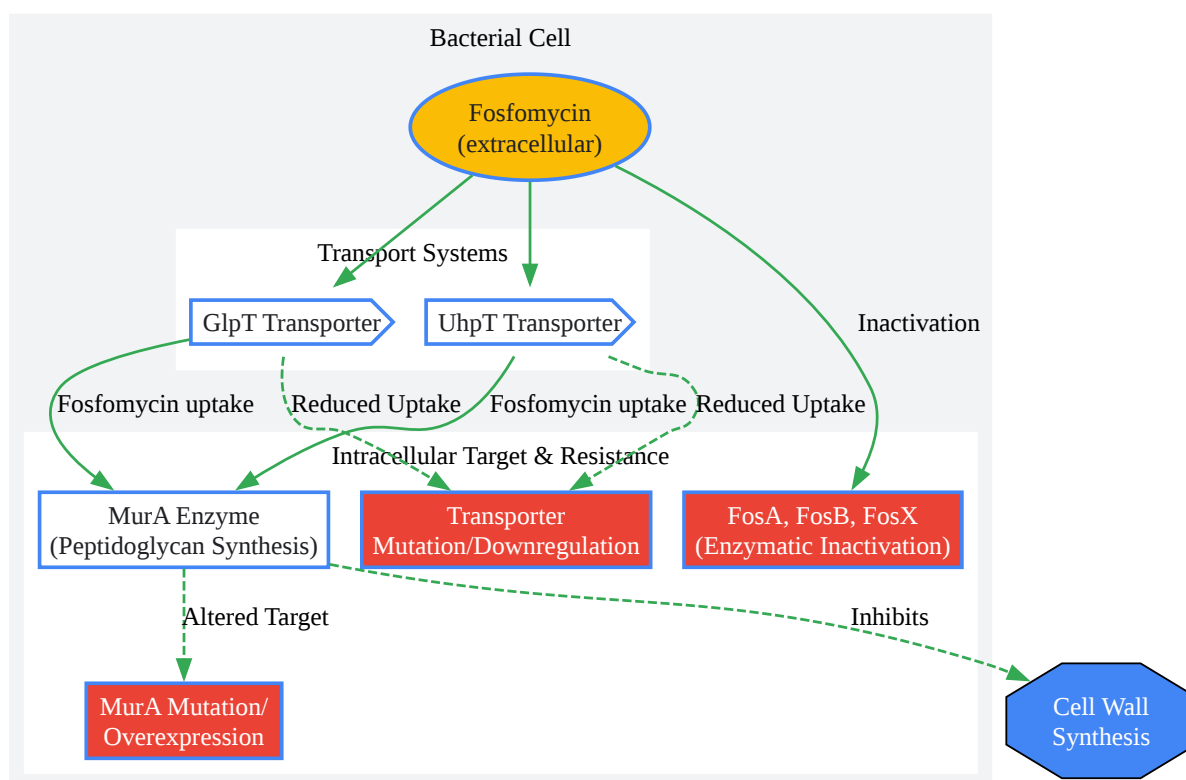 Bacterial Cell
Fosfomycin
(extracellular)
Transport Systems
GlpT Transporter
UhpT Transporter
Inactivation
Fosfomycin uptake
Reduced Uptake
Fosfomycin uptake
Reduced Uptake
Intracellular Target & Resistance
MurA Enzyme
(Peptidoglycan Synthesis)
Transporter
Mutation/Downregulation
FosA, FosB, FosX
(Enzymatic Inactivation)
Altered Target
Inhibits
MurA Mutation/
Overexpression
Cell Wall
Synthesis